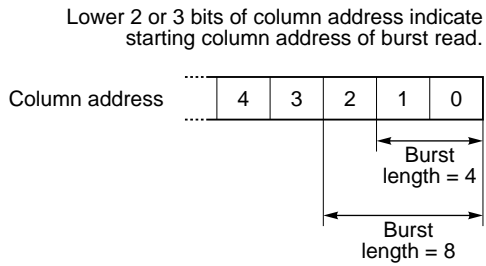 Lower 2 or 3 bits of column address indicate
starting column address of burst read.
Column address 4 3 2 1 0
Burst
length = 4
Burst
length = 8